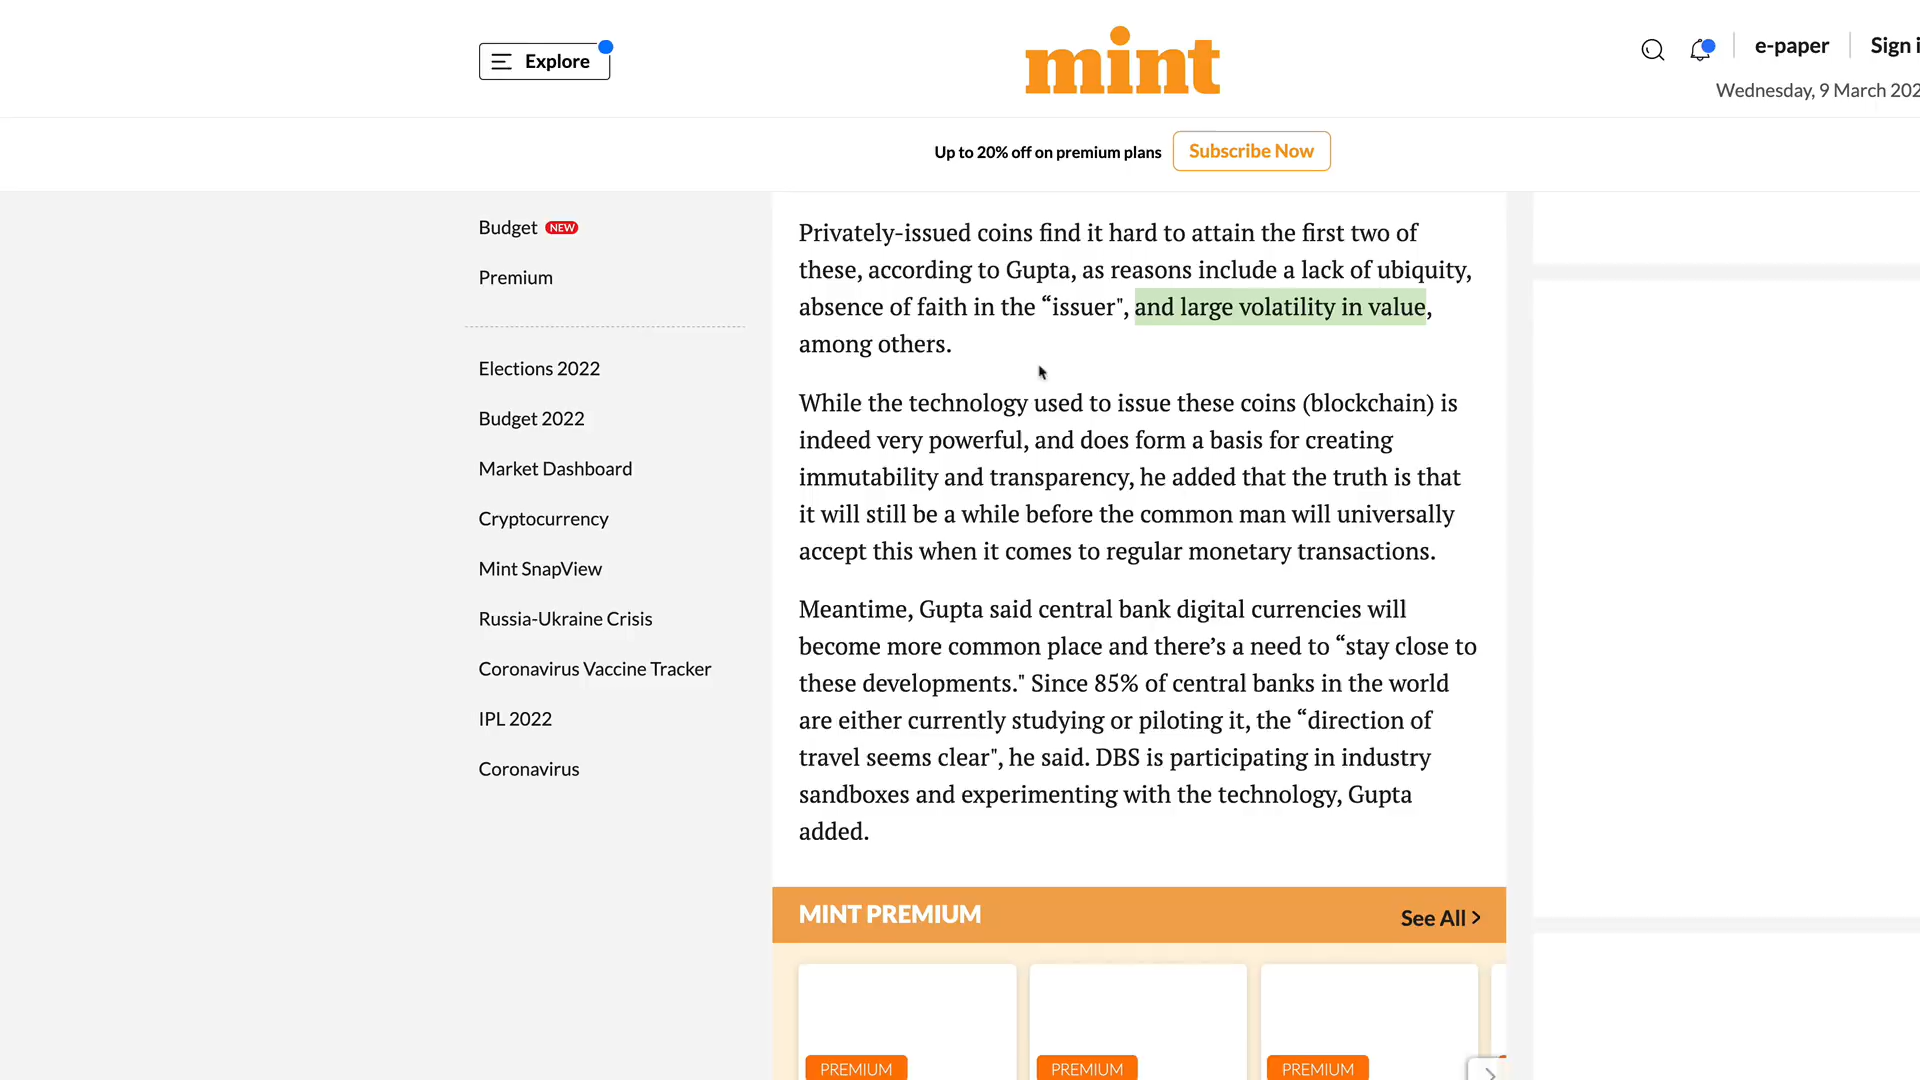 Explore
mint
e-paper
Sign i
Wednesday, 9 March 202
Up to 20% off on premium plans
Subscribe Now
Budget NEW
Premium
Elections 2022
Budget 2022
Market Dashboard
Cryptocurrency
Mint SnapView
Russia-Ukraine Crisis
Coronavirus Vaccine Tracker
IPL 2022
Coronavirus
Privately-issued coins find it hard to attain the first two of
these, according to Gupta, as reasons include a lack of ubiquity,
absence of faith in the “issuer", and large volatility in value,
among others.
While the technology used to issue these coins (blockchain) is
indeed very powerful, and does form a basis for creating
immutability and transparency, he added that the truth is that
it will still be a while before the common man will universally
accept this when it comes to regular monetary transactions.
Meantime, Gupta said central bank digital currencies will
become more common place and there’s a need to “stay close to
these developments." Since 85% of central banks in the world
are either currently studying or piloting it, the “direction of
travel seems clear", he said. DBS is participating in industry
sandboxes and experimenting with the technology, Gupta
added.
MINT PREMIUM
See All >
PREMIUM
PREMIUM
PREMIUM